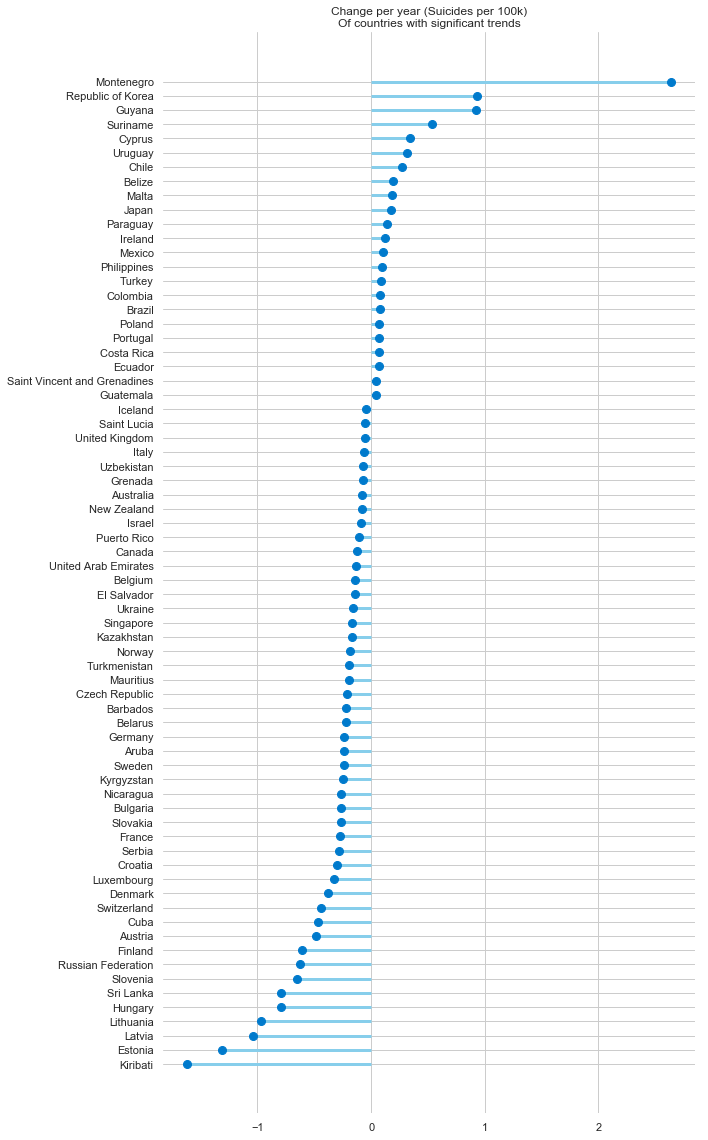 Change per year (Suicides per 100k)
Of countries with significant trends
Montenegro
Republic of Korea
Guyana
Suriname
Cyprus
Uruguay
Chile
Belize
Malta
Japan
Paraguay
Ireland
Mexico
Philippines
Turkey
Colombia
Brazil
Poland
Portugal
Costa Rica
Ecuador
Saint Vincent and Grenadines
Guatemala
Iceland
Saint Lucia
United Kingdom
Italy
Uzbekistan
Grenada
Australia
New Zealand
Israel
Puerto Rico
Canada
United Arab Emirates
Belgium
El Salvador
Ukraine
Singapore
Kazakhstan
Norway
Turkmenistan
Mauritius
Czech Republic
Barbados
Belarus
Germany
Aruba
Sweden
Kyrgyzstan
Nicaragua
Bulgaria
Slovakia
France
Serbia
Croatia
Luxembourg
Denmark
Switzerland
Cuba
Austria
Finland
Russian Federation
Slovenia
Sri Lanka
Hungary
Lithuania
Latvia
Estonia
Kiribati
−1 0 1 2